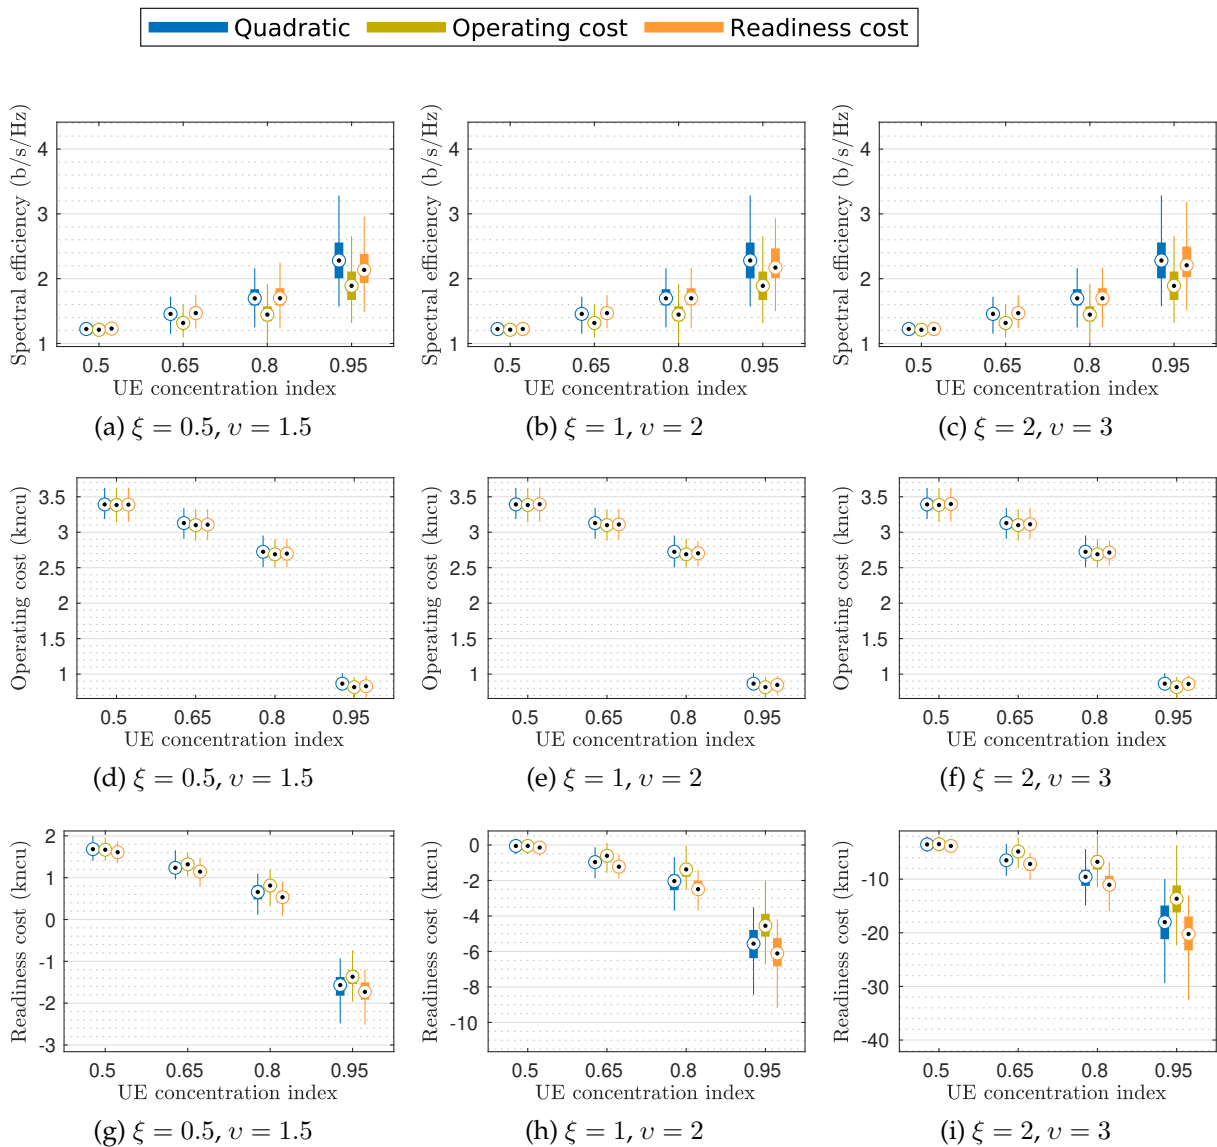 Quadratic Operating cost Readiness cost
Spectral efficiency (b/s/Hz)
4
3
2
1
0.5 0.65 0.8 0.95
UE concentration index
(a) ξ = 0.5, υ = 1.5
Spectral efficiency (b/s/Hz)
4
3
2
1
0.5 0.65 0.8 0.95
UE concentration index
(b) ξ = 1, υ = 2
Spectral efficiency (b/s/Hz)
4
3
2
1
0.5 0.65 0.8 0.95
UE concentration index
(c) ξ = 2, υ = 3
Operating cost (kncu)
3.5
3
2.5
2
1.5
1
0.5 0.65 0.8 0.95
UE concentration index
(d) ξ = 0.5, υ = 1.5
Operating cost (kncu)
3.5
3
2.5
2
1.5
1
0.5 0.65 0.8 0.95
UE concentration index
(e) ξ = 1, υ = 2
Operating cost (kncu)
3.5
3
2.5
2
1.5
1
0.5 0.65 0.8 0.95
UE concentration index
(f) ξ = 2, υ = 3
Readiness cost (kncu)
2
1
0
-1
-2
-3
0.5 0.65 0.8 0.95
UE concentration index
(g) ξ = 0.5, υ = 1.5
Readiness cost (kncu)
0
-2
-4
-6
-8
-10
0.5 0.65 0.8 0.95
UE concentration index
(h) ξ = 1, υ = 2
Readiness cost (kncu)
-10
-20
-30
-40
0.5 0.65 0.8 0.95
UE concentration index
(i) ξ = 2, υ = 3